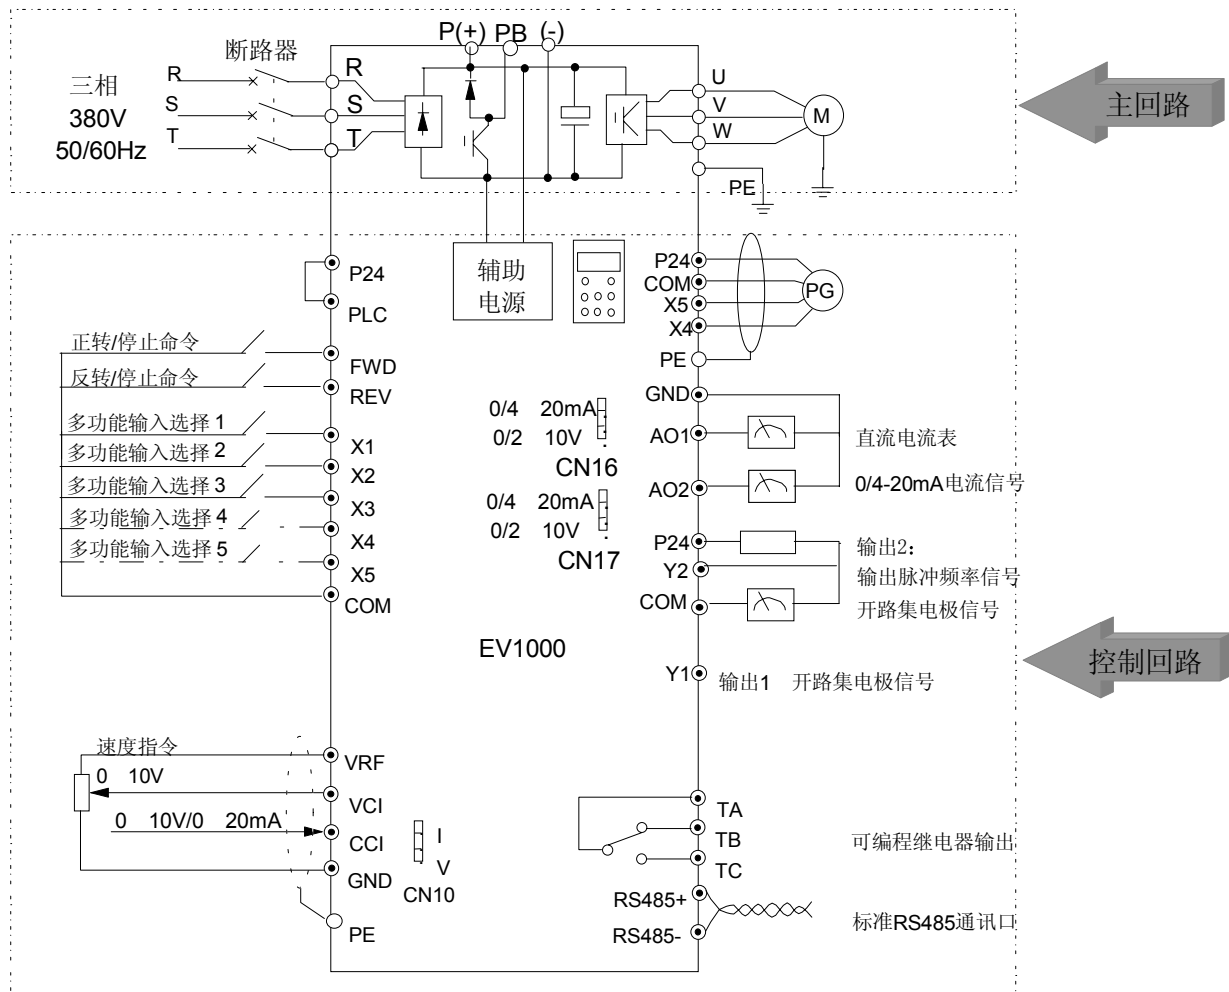 P(+) PB (-)
断路器
三相
380V
50/60Hz
R
S
T
R
S
T
U
V
W
M
PE
主回路
P24
PLC
辅助
电源
P24
COM
X5
X4
PE
PG
正转/停止命令
FWD
反转/停止命令
REV
多功能输入选择 1
X1
多功能输入选择 2
X2
多功能输入选择 3
X3
多功能输入选择 4
X4
多功能输入选择 5
X5
COM
0/4 20mA
0/2 10V
CN16
0/4 20mA
0/2 10V
CN17
GND
AO1
直流电流表
AO2
0/4-20mA电流信号
P24
输出2:
Y2
输出脉冲频率信号
COM
开路集电极信号
EV1000
Y1
输出1 开路集电极信号
控制回路
速度指令
VRF
0 10V
VCI
0 10V/0 20mA
CCI
GND
PE
I
V
CN10
TA
TB
TC
可编程继电器输出
RS485+
RS485-
标准RS485通讯口